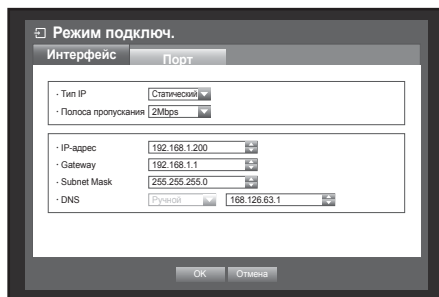 Режим подключ.
Интерфейс Порт
· Тип IP Статический
· Полоса пропускания 2Mbps
· IP-адрес 192.168.1.200
· Gateway 192.168.1.1
· Subnet Mask 255.255.255.0
· DNS Ручной 168.126.63.1
OK Отмена